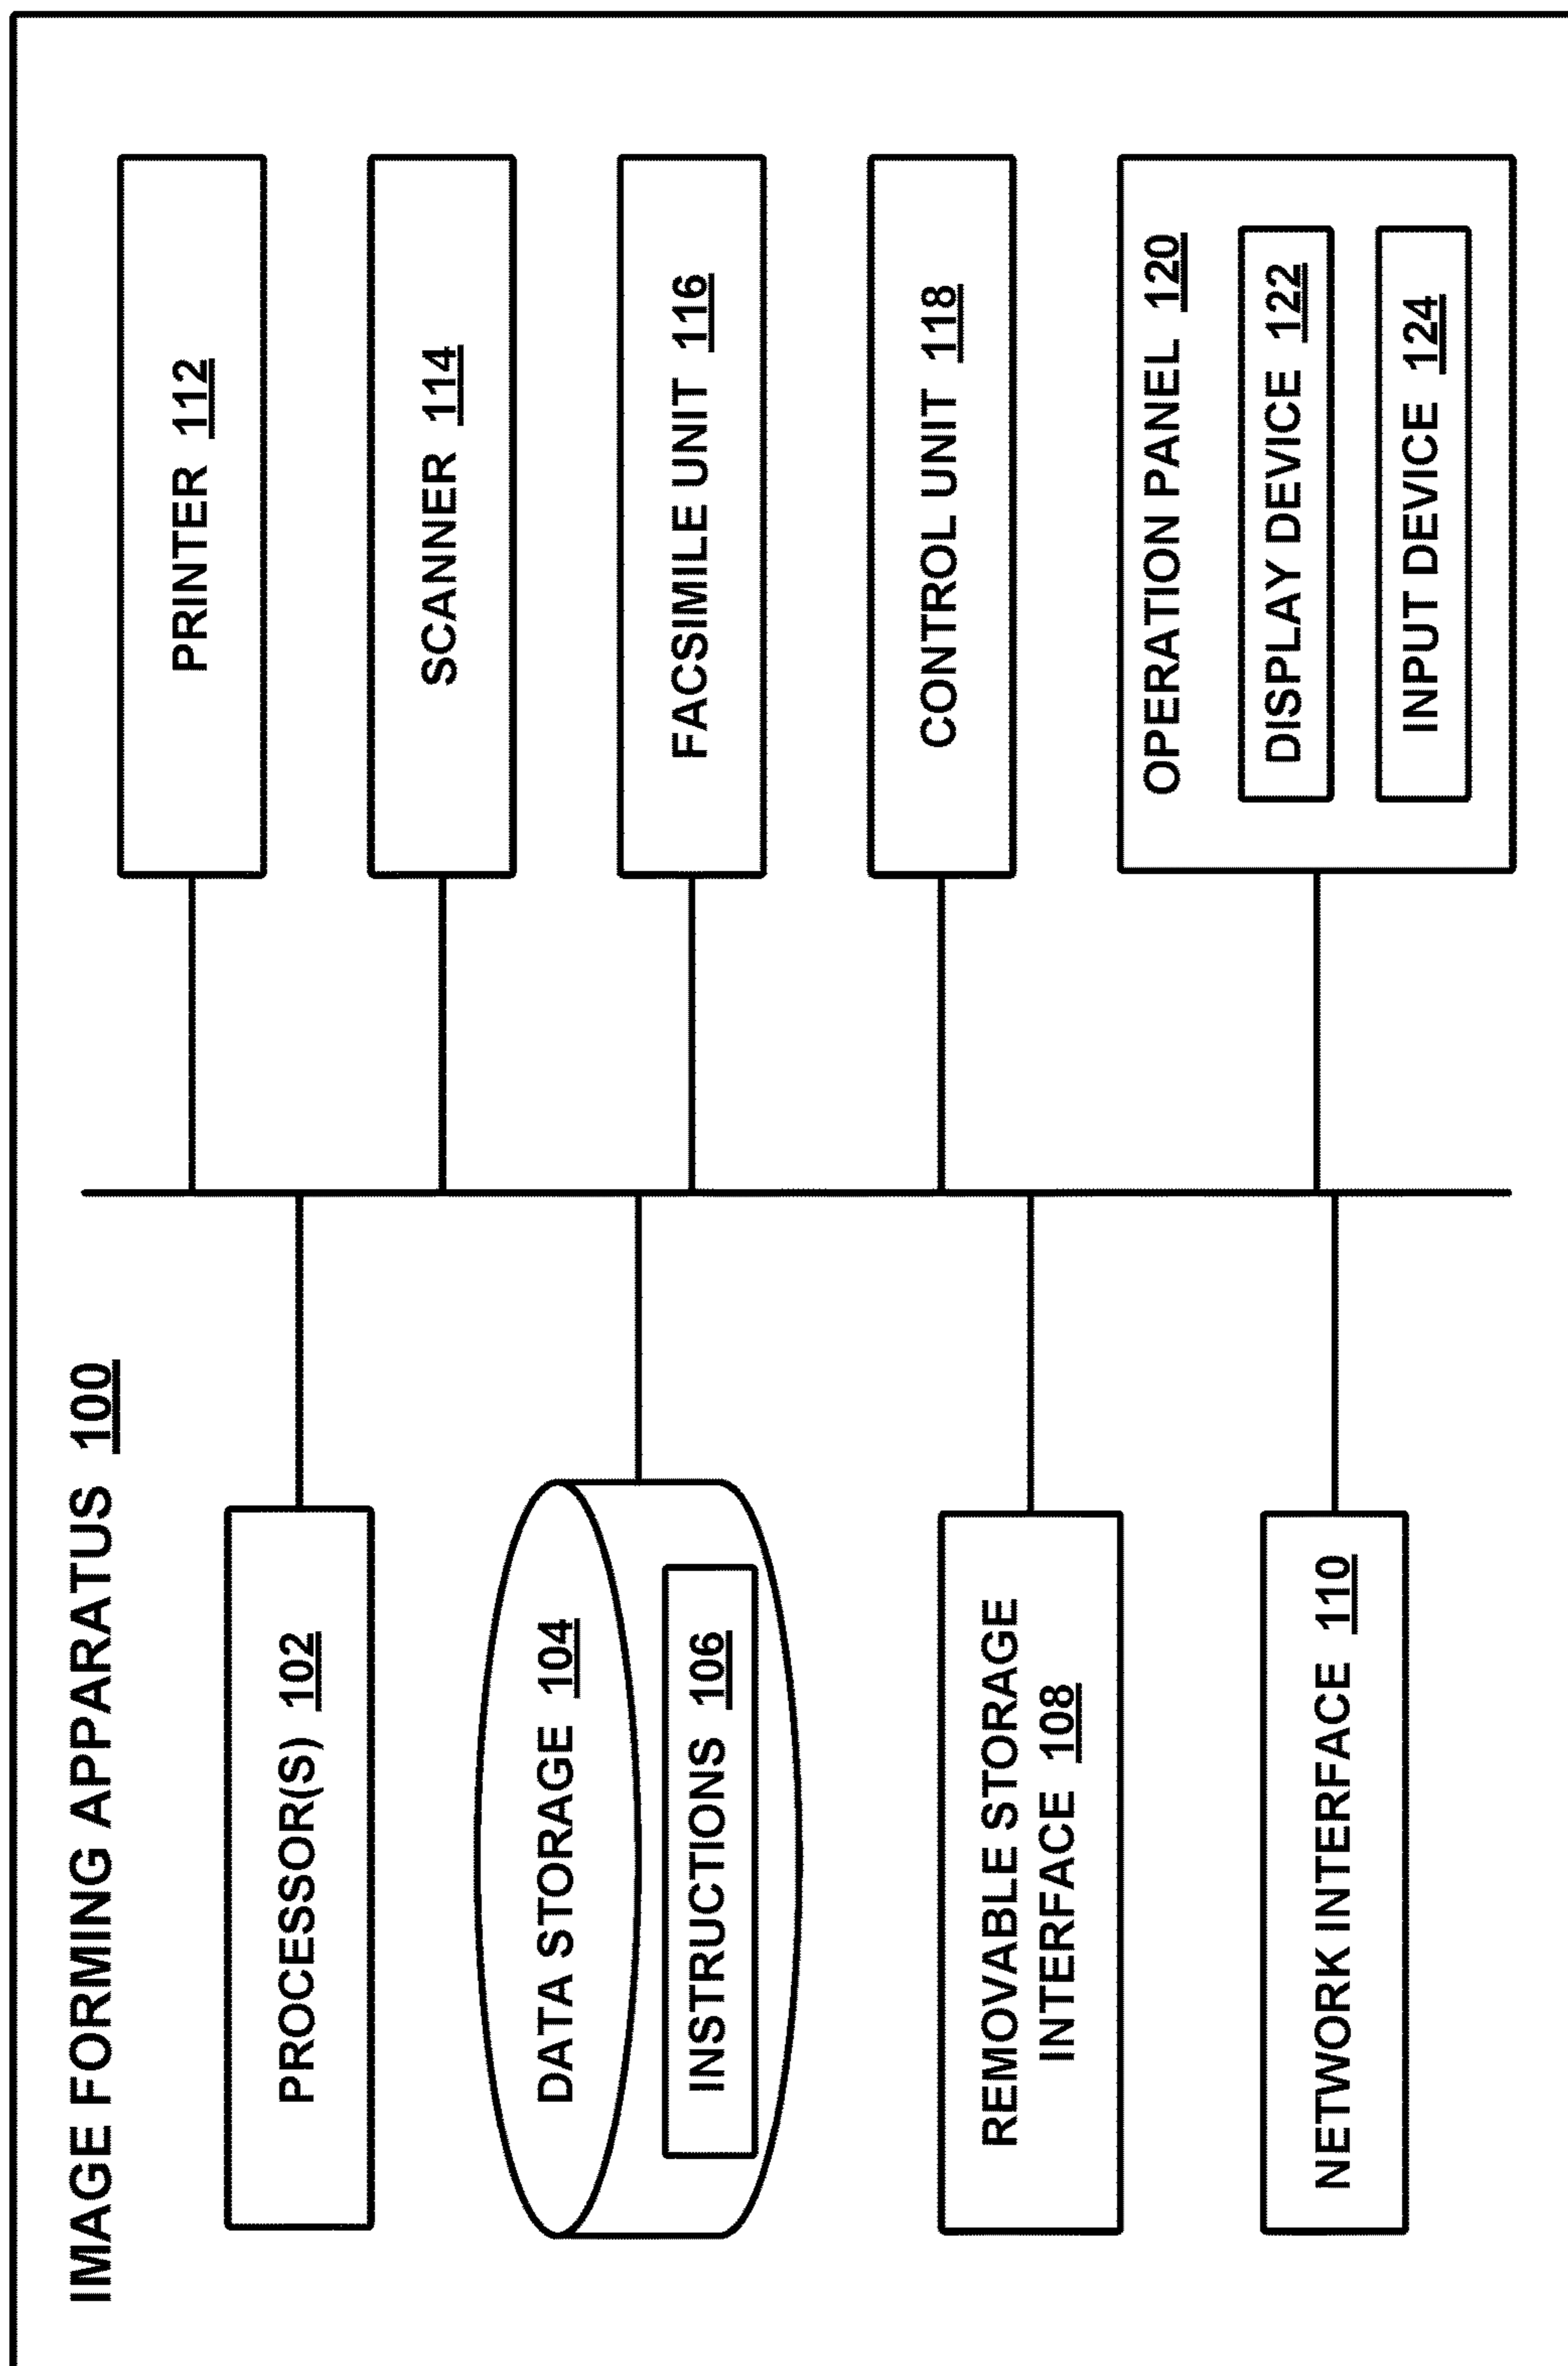 IMAGE FORMING APPARATUS 100
PROCESSOR(S) 102
DATA STORAGE 104
INSTRUCTIONS 106
REMOVABLE STORAGE
INTERFACE 108
NETWORK INTERFACE 110
PRINTER 112
SCANNER 114
FACSIMILE UNIT 116
CONTROL UNIT 118
OPERATION PANEL 120
DISPLAY DEVICE 122
INPUT DEVICE 124